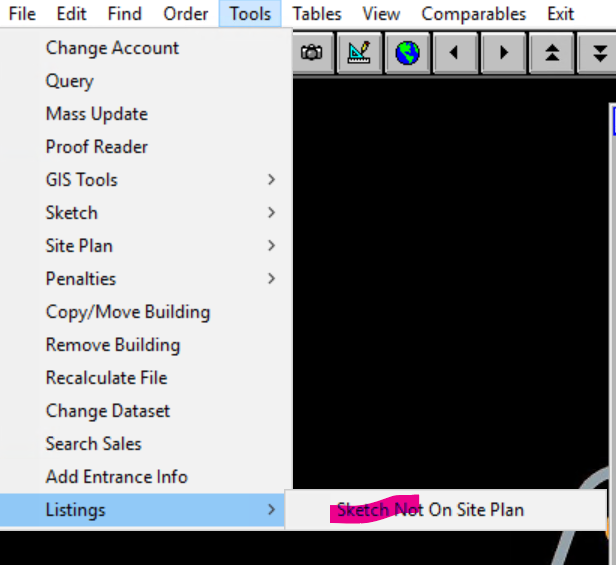 File Edit Find Order Tools Tables View Comparables Exit
Change Account
Query
Mass Update
Proof Reader
GIS Tools
Sketch
Site Plan
Penalties
Copy/Move Building
Remove Building
Recalculate File
Change Dataset
Search Sales
Add Entrance Info
Listings
Sketch Not On Site Plan